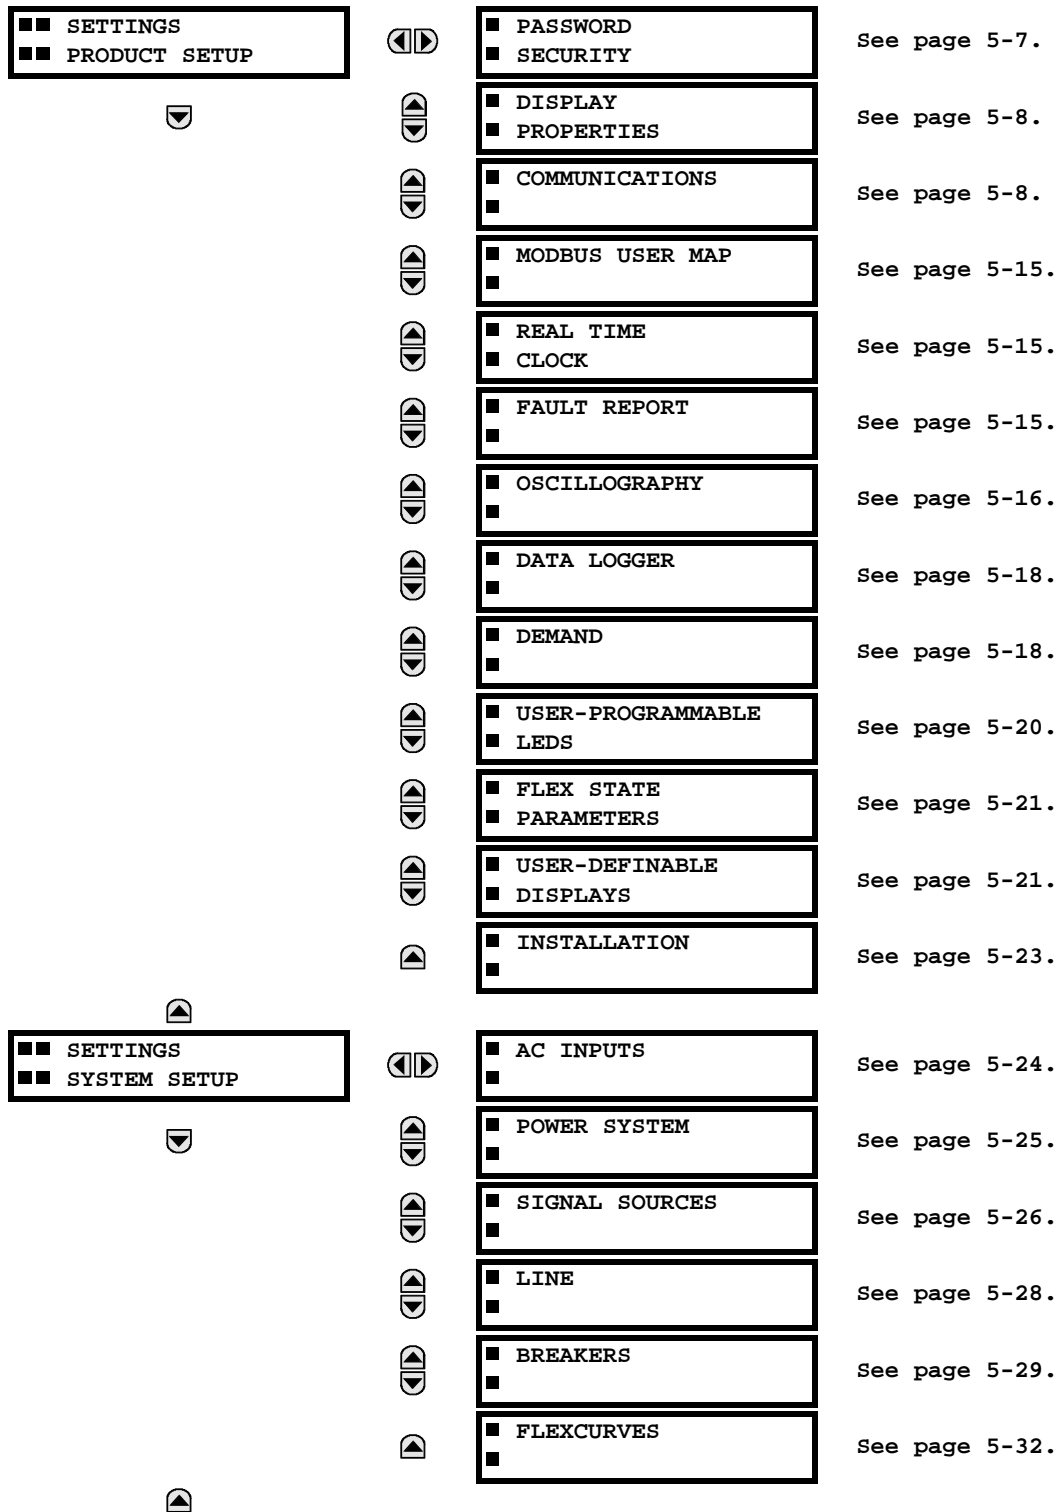 SETTINGS
PRODUCT SETUP
PASSWORD
SECURITY
See page 5-7.
DISPLAY
PROPERTIES
See page 5-8.
COMMUNICATIONS
See page 5-8.
MODBUS USER MAP
See page 5-15.
REAL TIME
CLOCK
See page 5-15.
FAULT REPORT
See page 5-15.
OSCILLOGRAPHY
See page 5-16.
DATA LOGGER
See page 5-18.
DEMAND
See page 5-18.
USER-PROGRAMMABLE
LEDS
See page 5-20.
FLEX STATE
PARAMETERS
See page 5-21.
USER-DEFINABLE
DISPLAYS
See page 5-21.
INSTALLATION
See page 5-23.
SETTINGS
SYSTEM SETUP
AC INPUTS
See page 5-24.
POWER SYSTEM
See page 5-25.
SIGNAL SOURCES
See page 5-26.
LINE
See page 5-28.
BREAKERS
See page 5-29.
FLEXCURVES
See page 5-32.